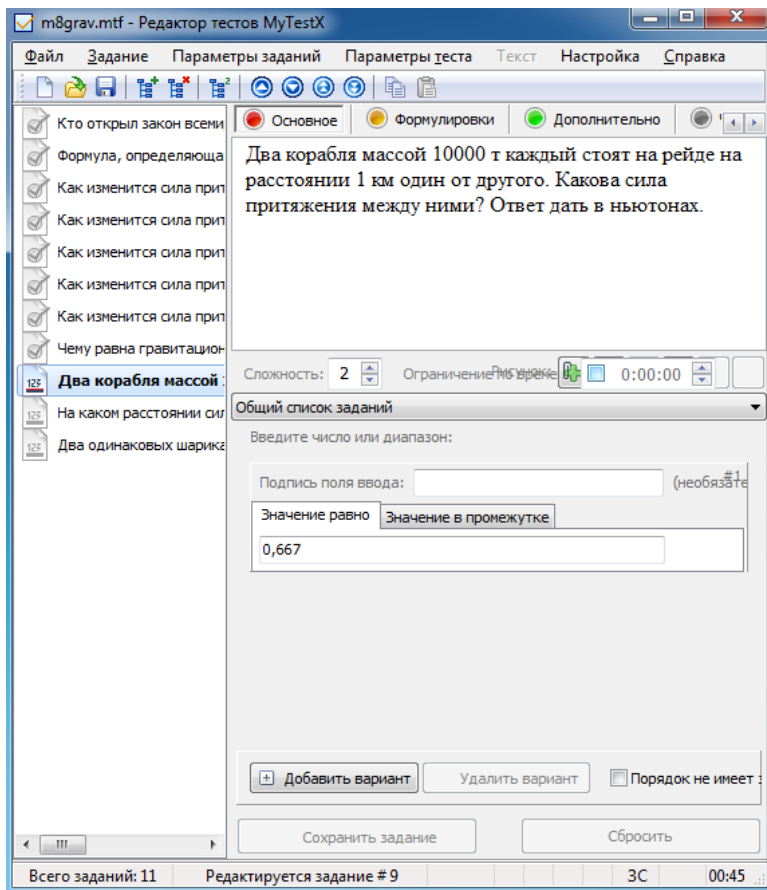 m8grav.mtf - Редактор тестов MyTestX
Файл Задание Параметры заданий Параметры теста Текст Настройка Справка
Кто открыл закон всеми
Формула, определяюща
Как изменится сила прит
Как изменится сила прит
Как изменится сила прит
Как изменится сила прит
Как изменится сила прит
Чему равна гравитацион
Два корабля массой
На каком расстоянии сил
Два одинаковых шарика
Основное Формулировки Дополнительно
Два корабля массой 10000 т каждый стоят на рейде на
расстоянии 1 км один от другого. Какова сила
притяжения между ними? Ответ дать в ньютонах.
Сложность: 2 Ограничение по време 0:00:00
Общий список заданий
Введите число или диапазон:
#1
Подпись поля ввода: (необязате
Значение равно Значение в промежутке
0,667
Добавить вариант Удалить вариант Порядок не имеет
Сохранить задание Сбросить
Всего заданий: 11 Редактируется задание # 9 ЗС 00:45